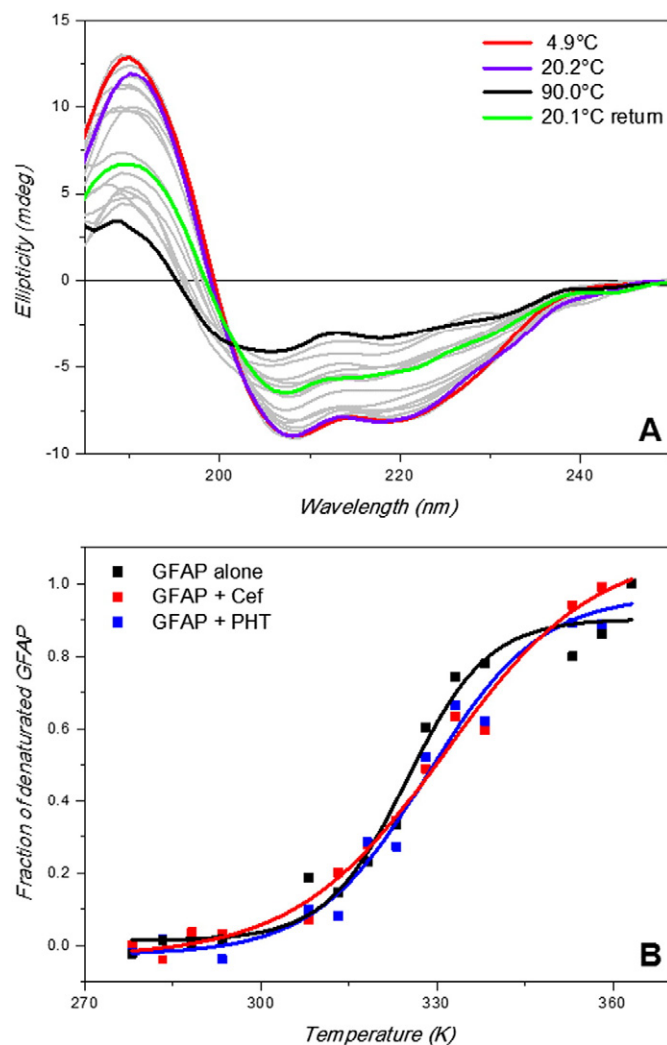 15
10
5
0
-5
-10
Ellipticity (mdeg)
4.9°C
20.2°C
90.0°C
20.1°C return
A
200
220
240
Wavelength (nm)
1.0
0.8
0.6
0.4
0.2
0.0
Fraction of denaturated GFAP
GFAP alone
GFAP + Cef
GFAP + PHT
B
270
300
330
360
Temperature (K)